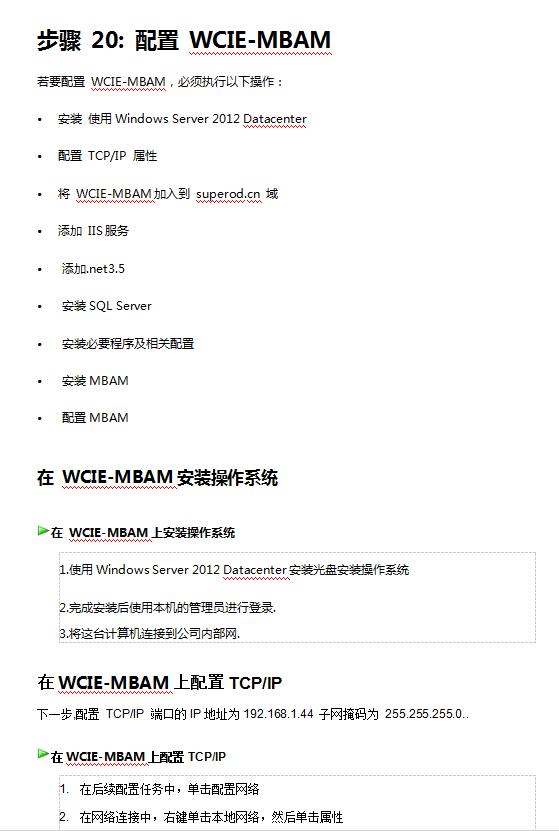 步骤 20: 配置 WCIE-MBAM
若要配置 WCIE-MBAM，必须执行以下操作：
• 安装 使用 Windows Server 2012 Datacenter
• 配置 TCP/IP 属性
• 将 WCIE-MBAM 加入到 superod.cn 域
• 添加 IIS 服务
• 添加.net3.5
• 安装 SQL Server
• 安装必要程序及相关配置
• 安装 MBAM
• 配置 MBAM
在 WCIE-MBAM 安装操作系统
在 WCIE-MBAM 上安装操作系统
1.使用 Windows Server 2012 Datacenter 安装光盘安装操作系统
2.完成安装后使用本机的管理员进行登录.
3.将这台计算机连接到公司内部网.
在 WCIE-MBAM 上配置 TCP/IP
下一步,配置 TCP/IP 端口的 IP 地址为 192.168.1.44 子网掩码为 255.255.255.0..
在 WCIE-MBAM 上配置 TCP/IP
1. 在后续配置任务中，单击配置网络
2. 在网络连接中，右键单击本地网络，然后单击属性